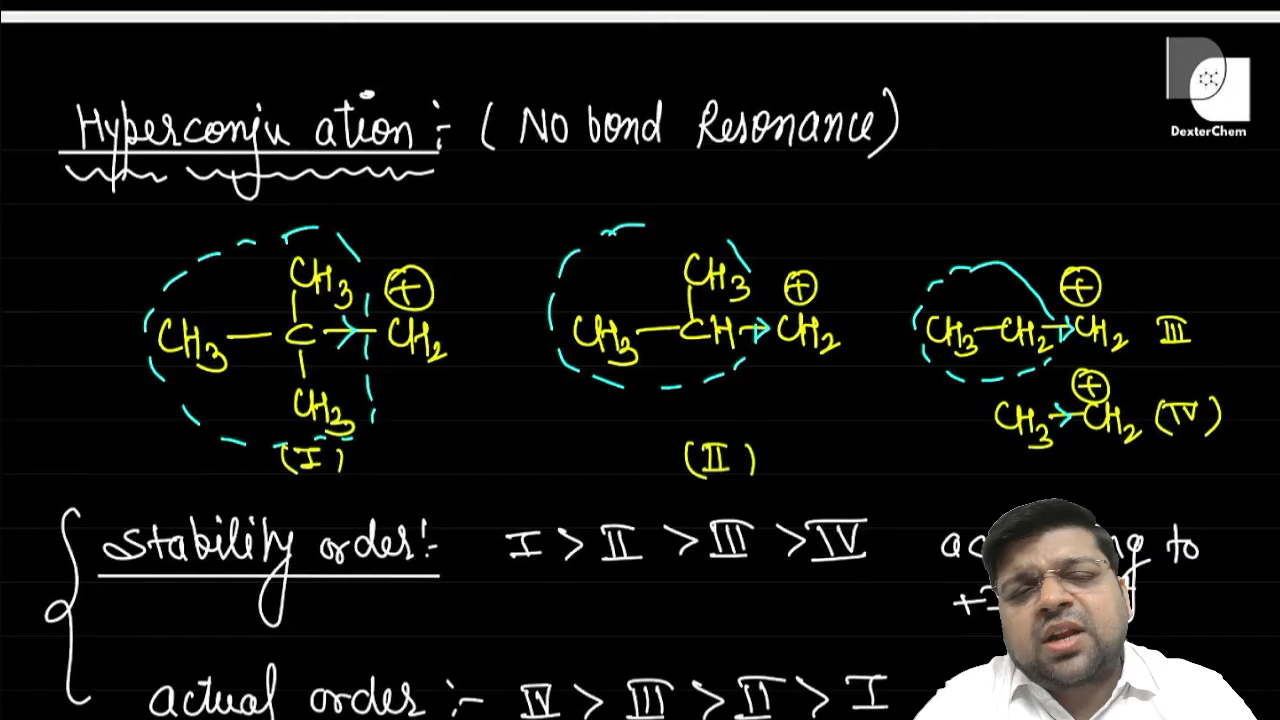 DexterChem
Hyperconju ation :- (No bond Resonance)
CH3 CH3 CH3—CH2→CH2 III
CH3—C→CH2 CH3—CH→CH2 CH3→CH2 (IV)
CH3
(I) (II)
Stability order :- I > II > III > IV to
actual order :- IV > III > II > I